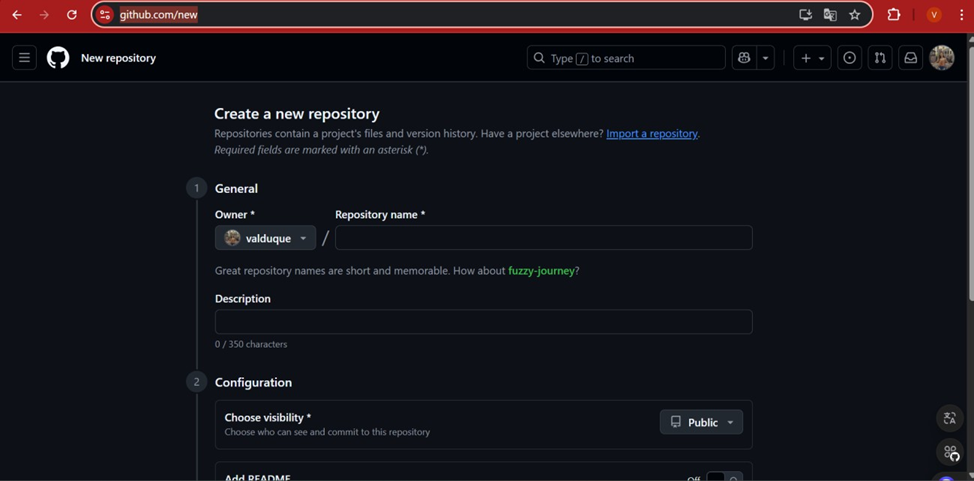 github.com/new
V
New repository
Type / to search
Create a new repository
Repositories contain a project's files and version history. Have a project elsewhere? Import a repository.
Required fields are marked with an asterisk (*).
1 General
Owner * Repository name *
valduque /
Great repository names are short and memorable. How about fuzzy-journey?
Description
0 / 350 characters
2 Configuration
Choose visibility *
Public
Choose who can see and commit to this repository
Add README
Off